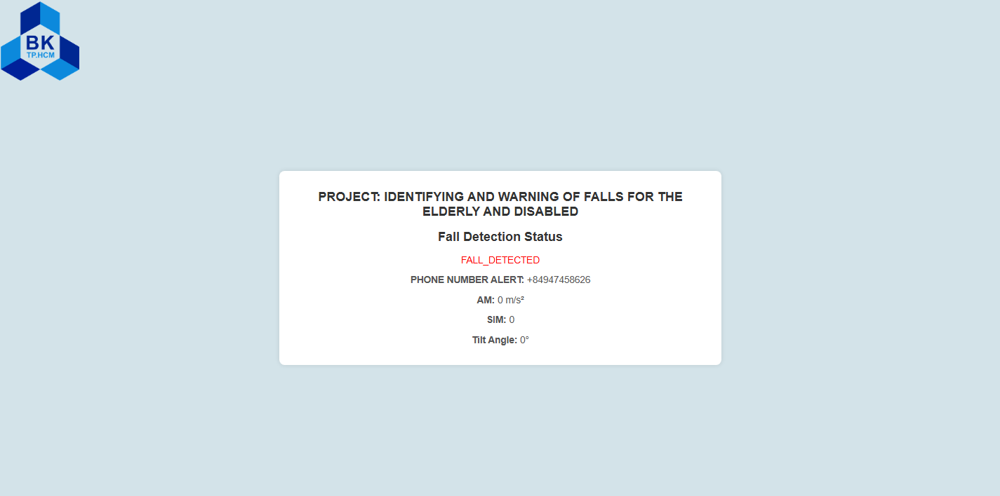 BK
TP.HCM
PROJECT: IDENTIFYING AND WARNING OF FALLS FOR THE
ELDERLY AND DISABLED
Fall Detection Status
FALL_DETECTED
PHONE NUMBER ALERT: +84947458626
AM: 0 m/s²
SIM: 0
Tilt Angle: 0°